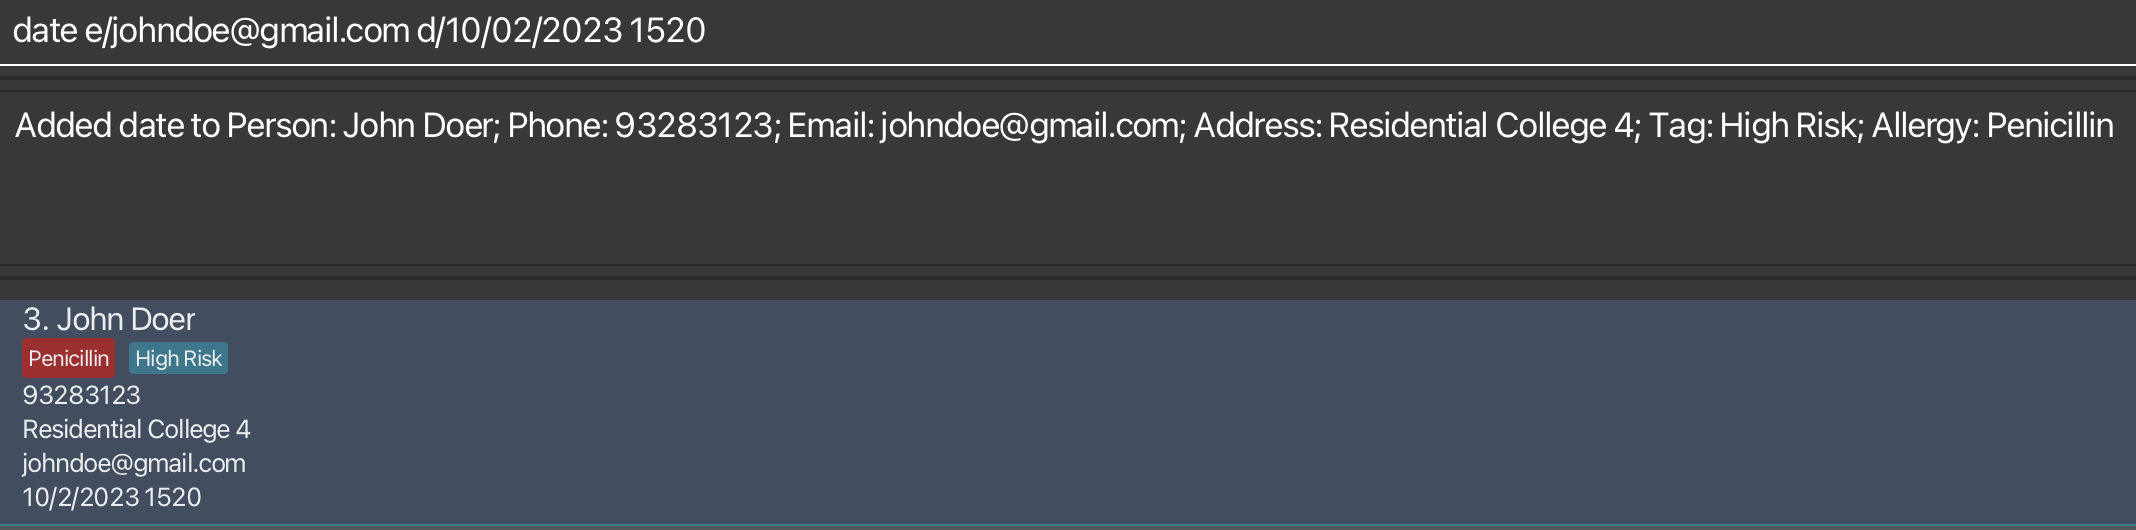 date e/johndoe@gmail.com d/10/02/2023 1520
Added date to Person: John Doer; Phone: 93283123; Email: johndoe@gmail.com; Address: Residential College 4; Tag: High Risk; Allergy: Penicillin
3. John Doer
Penicillin High Risk
93283123
Residential College 4
johndoe@gmail.com
10/2/2023 1520